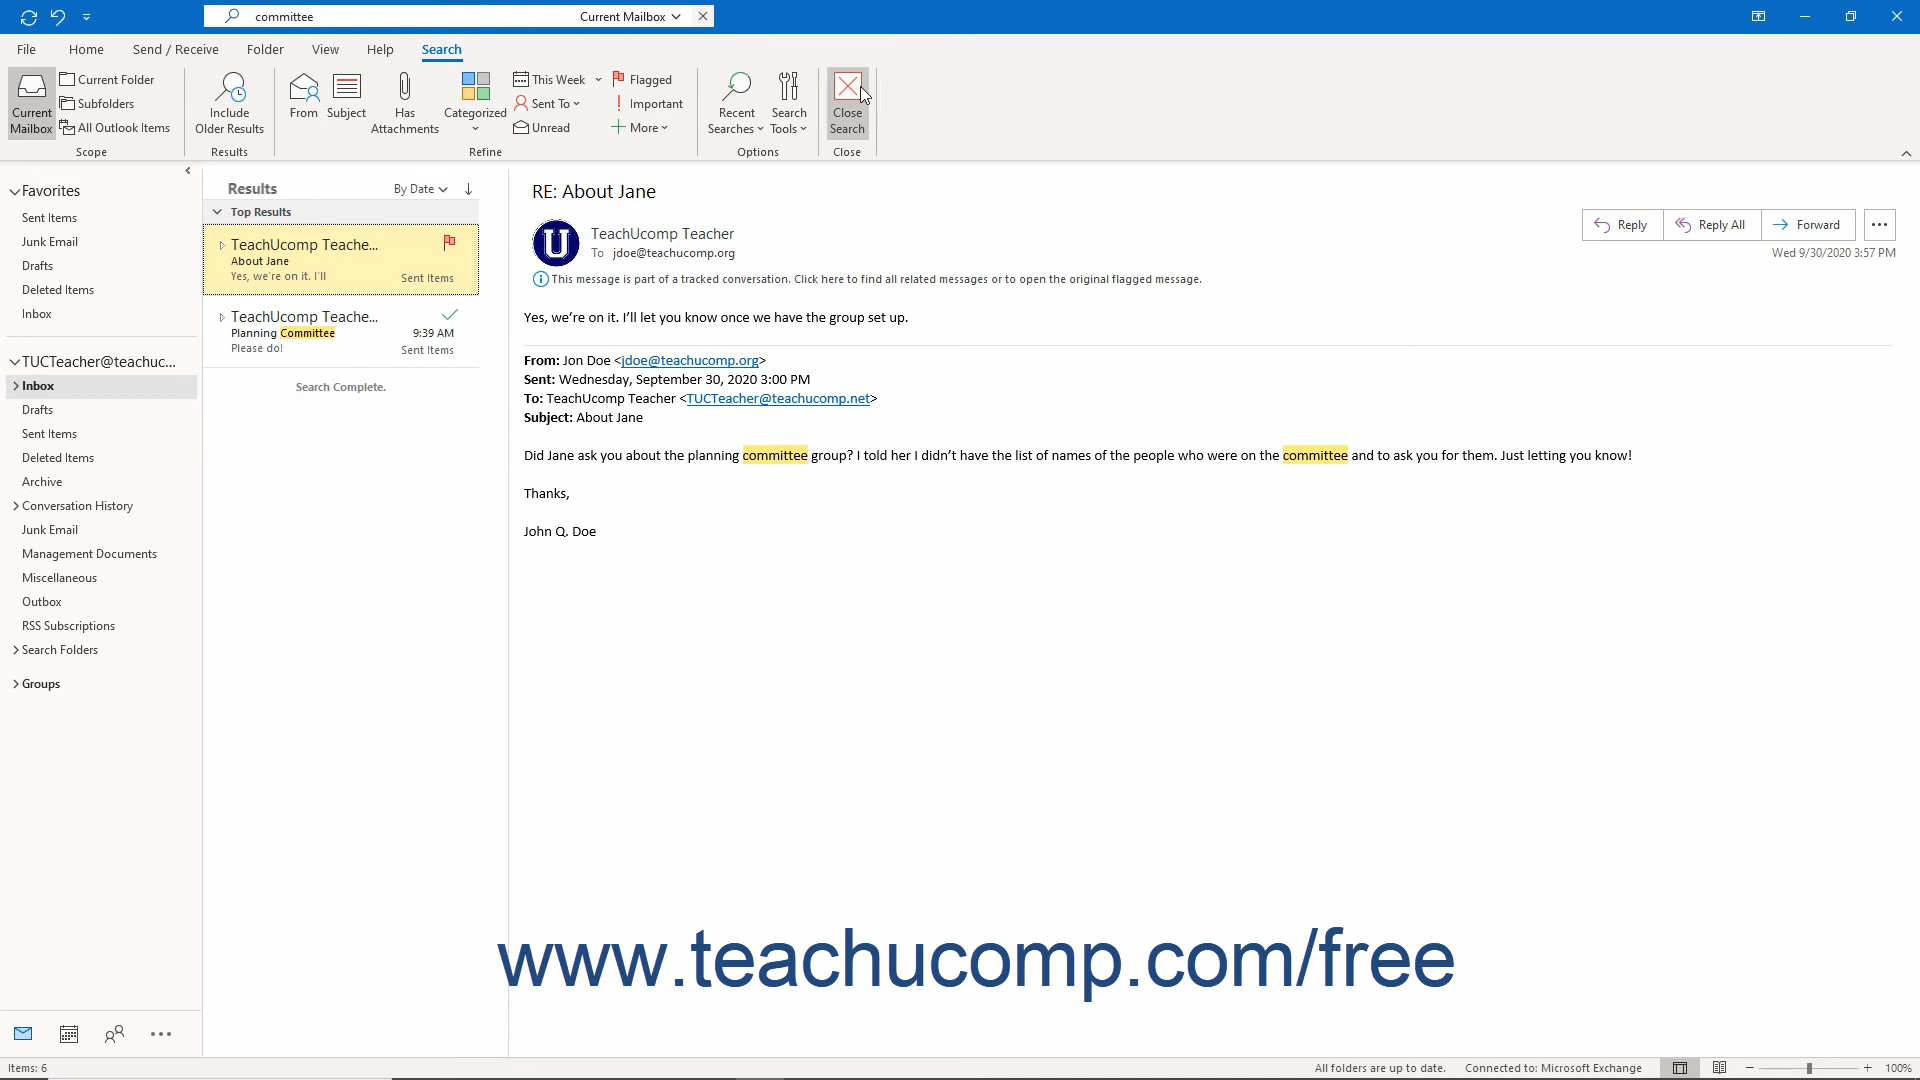 committee
Current Mailbox
File Home Send / Receive Folder View Help Search
Current Mailbox
Current Folder
Subfolders
All Outlook Items
Scope
Include Older Results
Results
From
Subject
Has Attachments
Categorized
This Week
Sent To
Unread
Flagged
Important
More
Refine
Recent Searches
Search Tools
Options
Close Search
Close
Favorites
Sent Items
Junk Email
Drafts
Deleted Items
Inbox
TUCTeacher@teachuc...
Inbox
Drafts
Sent Items
Deleted Items
Archive
Conversation History
Junk Email
Management Documents
Miscellaneous
Outbox
RSS Subscriptions
Search Folders
Groups
Results By Date
Top Results
TeachUcomp Teache...
About Jane
Yes, we're on it. I'll Sent Items
TeachUcomp Teache...
Planning Committee 9:39 AM
Please do! Sent Items
Search Complete.
RE: About Jane
U
TeachUcomp Teacher
To jdoe@teachucomp.org
Reply Reply All Forward
Wed 9/30/2020 3:57 PM
This message is part of a tracked conversation. Click here to find all related messages or to open the original flagged message.
Yes, we're on it. I'll let you know once we have the group set up.
From: Jon Doe <jdoe@teachucomp.org>
Sent: Wednesday, September 30, 2020 3:00 PM
To: TeachUcomp Teacher <TUCTeacher@teachucomp.net>
Subject: About Jane
Did Jane ask you about the planning committee group? I told her I didn't have the list of names of the people who were on the committee and to ask you for them. Just letting you know!
Thanks,
John Q. Doe
www.teachucomp.com/free
Items: 6
All folders are up to date. Connected to: Microsoft Exchange 100%